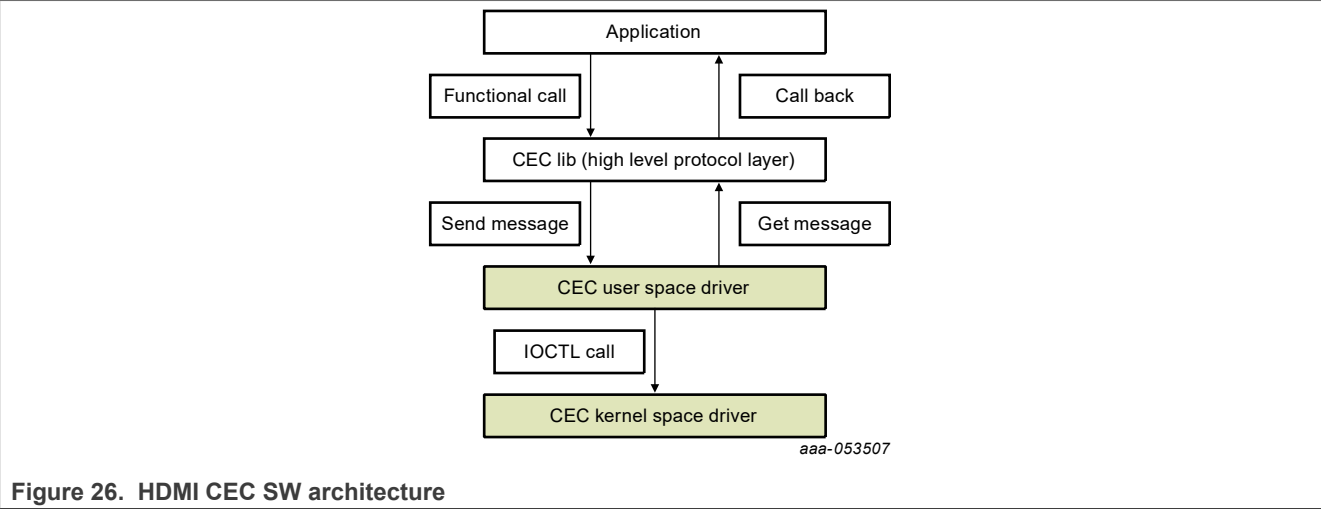 Application
Functional call
Call back
CEC lib (high level protocol layer)
Send message
Get message
CEC user space driver
IOCTL call
CEC kernel space driver
aaa-053507
Figure 26. HDMI CEC SW architecture